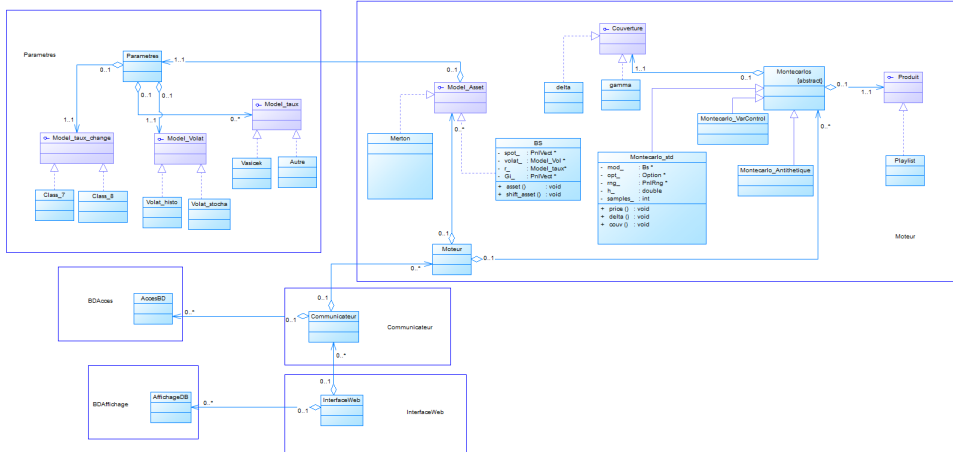 Parametres
Parametres
0..1
0..1
0..1
1..1
1..1
1..1
0..*
Model_taux
Model_taux_change
Model_Volat
Vasicek
Autre
Class_7
Class_8
Volat_histo
Volat_stocha
Model_Asset
0..1
0..*
Merton
BS
- spot_ : PnlVect *
- volat_ : Model_Vol *
- r_ : Model_taux*
- Gi_ : PnlVect *
+ asset () : void
+ shift_asset () : void
Couverture
1..1
0..1
delta
gamma
Montecarlos
{abstract}
0..1
1..1
0..*
Produit
Playlist
Montecarlo_VarControl
Montecarlo_Antithetique
Montecarlo_std
- mod_ : Bs *
- opt_ : Option *
- rng_ : PnlRng *
- h_ : double
- samples_ : int
+ price () : void
+ delta () : void
+ couv () : void
Moteur
0..1
Moteur
0..1
0..*
BDAcces
AccesBD
0..*
0..1
0..1
Communicateur
Communicateur
0..*
BDAffichage
AffichageDB
0..*
0..1
0..1
InterfaceWeb
InterfaceWeb